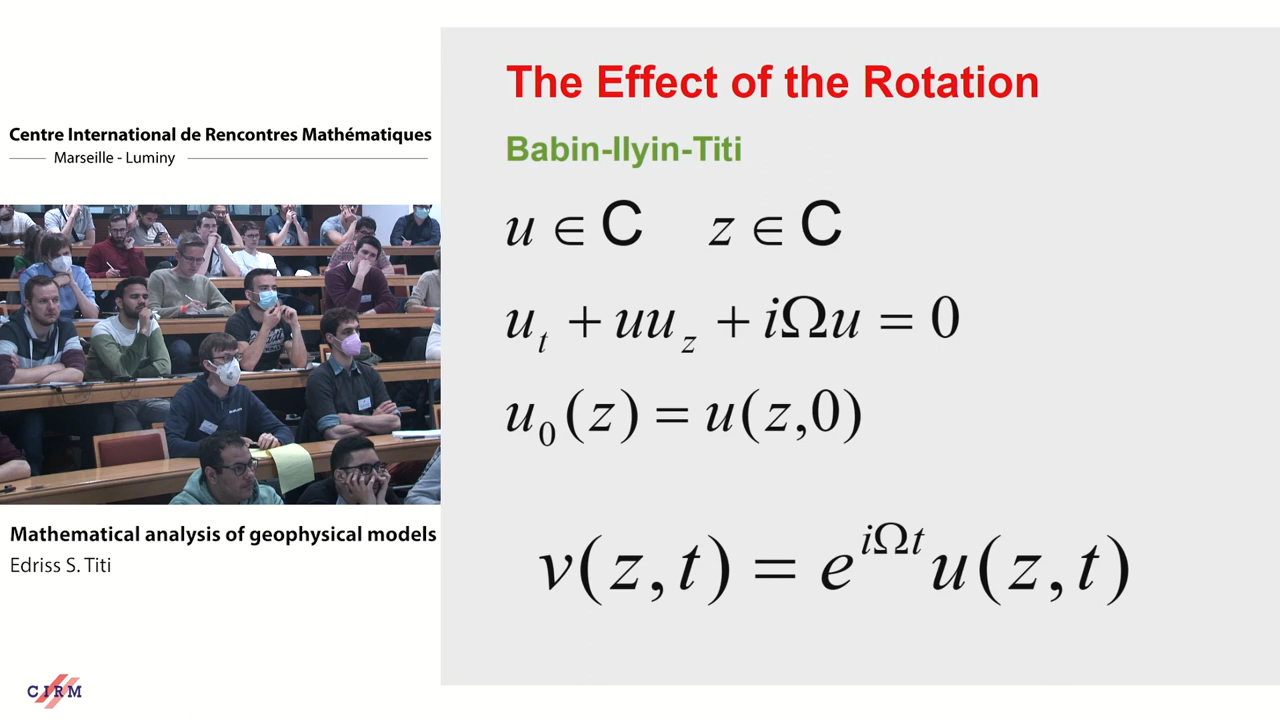 Centre International de Rencontres Mathématiques
Marseille - Luminy
Mathematical analysis of geophysical models
Edriss S. Titi
CIRM
The Effect of the Rotation
Babin-Ilyin-Titi
u ∈ C z ∈ C
u_t + uu_z + iΩu = 0
u_0(z) = u(z,0)
v(z,t) = e^{iΩt}u(z,t)